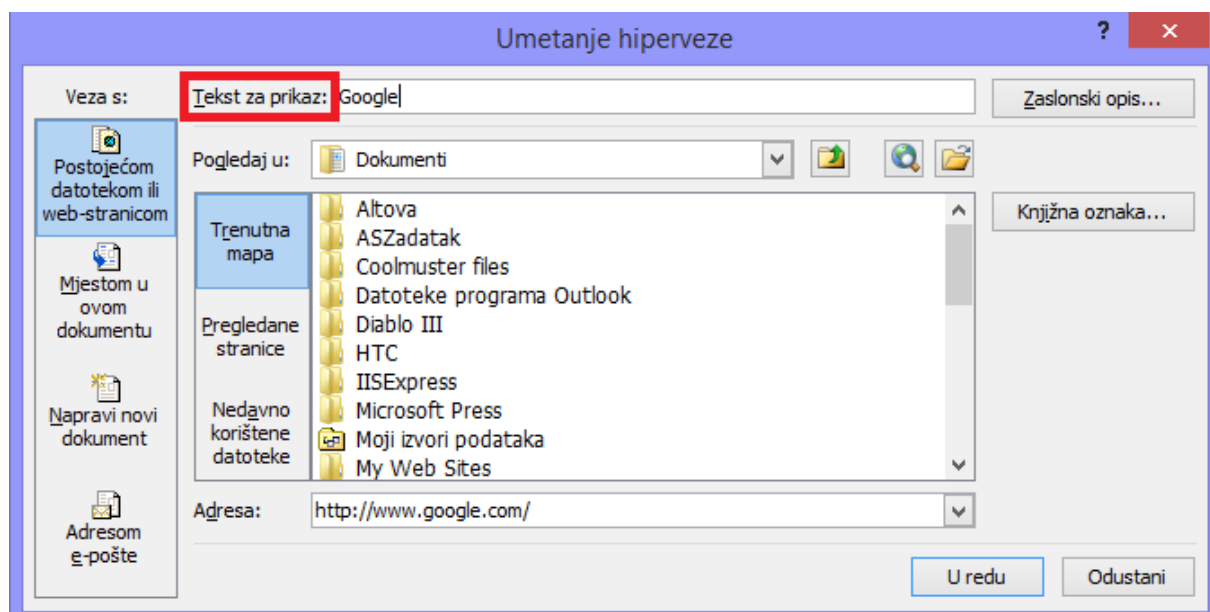 Umetanje hiperveze
?
Veza s:
Tekst za prikaz: Google
Zaslonski opis...
Postojećom
datotekom ili
web-stranicom
Pogledaj u: Dokumenti
Trenutna
mapa
Altova
ASZadatak
Coolmuster files
Datoteke programa Outlook
Diablo III
HTC
IISExpress
Microsoft Press
Moji izvori podataka
My Web Sites
Knjižna oznaka...
Mjestom u
ovom
dokumentu
Pregledane
stranice
Napravi novi
dokument
Nedavno
korištene
datoteke
Adresom
e-pošte
Adresa: http://www.google.com/
U redu
Odustani